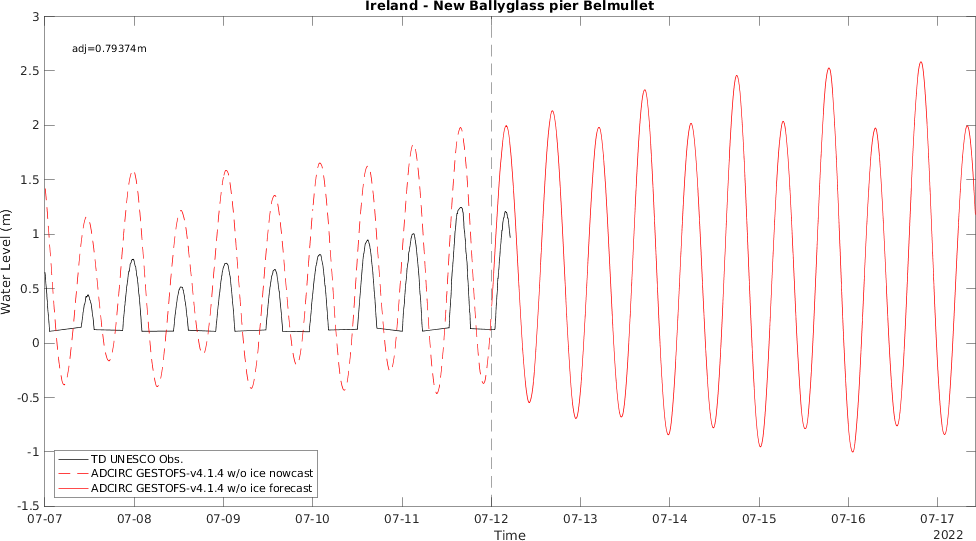 Ireland - New Ballyglass pier Belmullet
adj=0.79374m
Water Level (m)
3
2.5
2
1.5
1
0.5
0
-0.5
-1
-1.5
TD UNESCO Obs.
ADCIRC GESTOFS-v4.1.4 w/o ice nowcast
ADCIRC GESTOFS-v4.1.4 w/o ice forecast
07-07 07-08 07-09 07-10 07-11 07-12 07-13 07-14 07-15 07-16 07-17
Time
2022